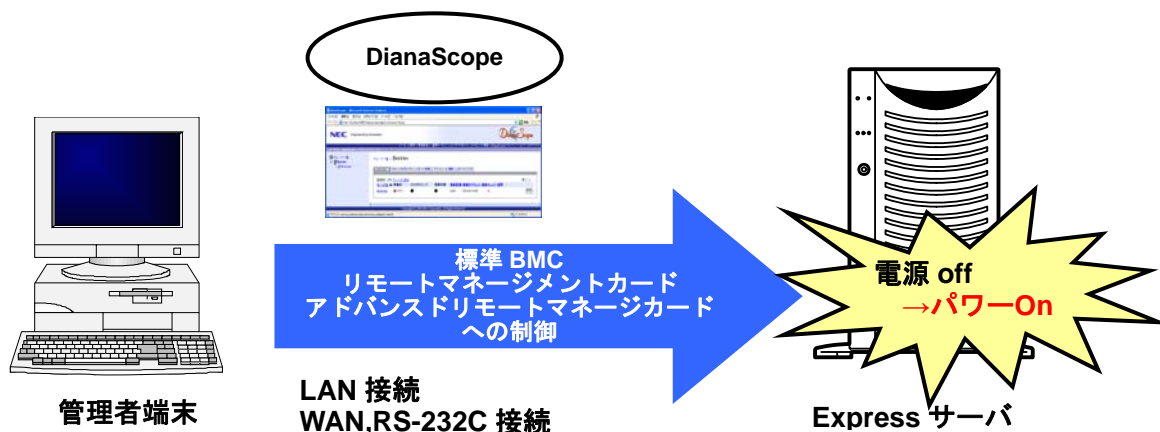 DianaScope
NEC
DianaScope
標準 BMC
リモートマネージメントカード
アドバンスドリモートマネージカード
への制御
電源 off
→パワーOn
LAN 接続
WAN,RS-232C 接続
管理者端末
Express サーバ